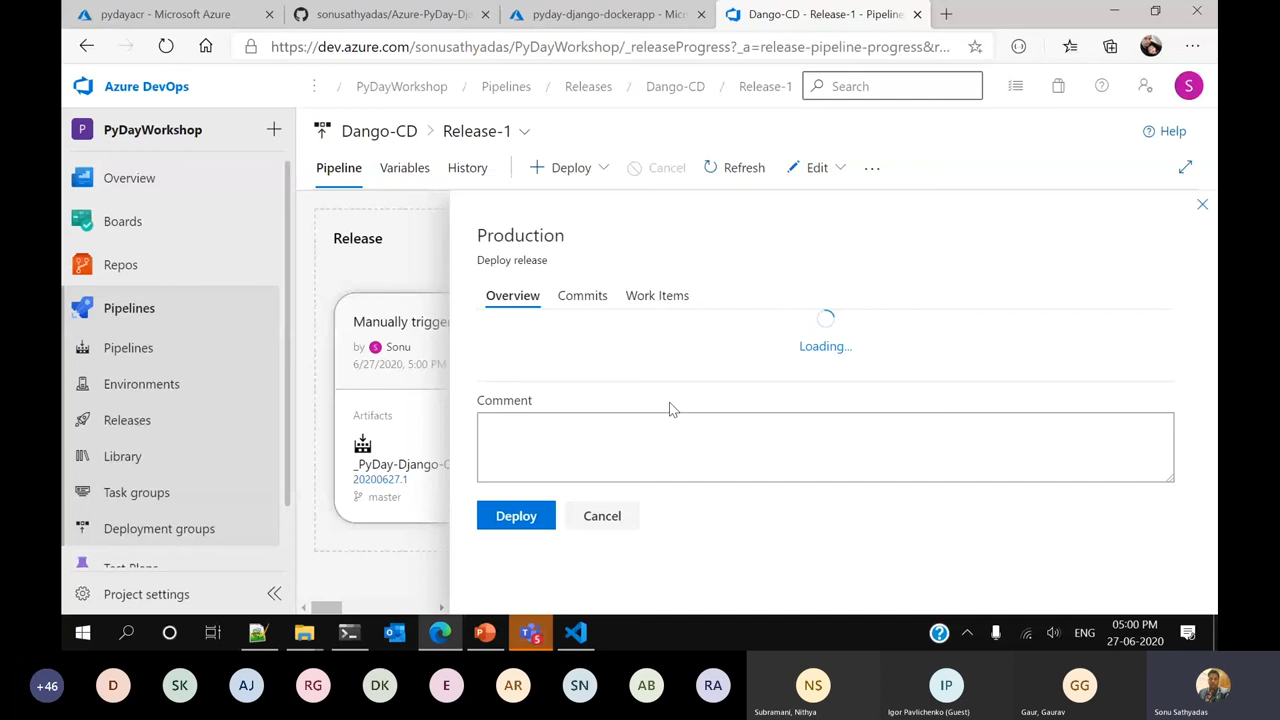 pydayacr - Microsoft Azure
sonusathyadas/Azure-PyDay-Dj
pyday-django-dockerapp - Micr
Dango-CD - Release-1 - Pipeline
https://dev.azure.com/sonusathyadas/PyDayWorkshop/_releaseProgress?_a=release-pipeline-progress&r...
Azure DevOps
/ PyDayWorkshop / Pipelines / Releases / Dango-CD / Release-1
Search
S
P PyDayWorkshop
Dango-CD > Release-1
Help
Overview
Boards
Repos
Pipelines
Pipelines
Environments
Releases
Library
Task groups
Deployment groups
Test Plans
Project settings
Pipeline Variables History
Deploy Cancel Refresh Edit ...
Release
Manually trigge
by S Sonu
6/27/2020, 5:00 PM
Artifacts
_PyDay-Django-C
20200627.1
master
Production
Deploy release
Overview Commits Work Items
Loading...
Comment
Deploy Cancel
ENG
05:00 PM
27-06-2020
+46 D SK AJ RG DK E AR SN AB RA NS IP GG
Subramani, Nithya
Igor Pavlichenko (Guest)
Gaur, Gaurav
Sonu Sathyadas